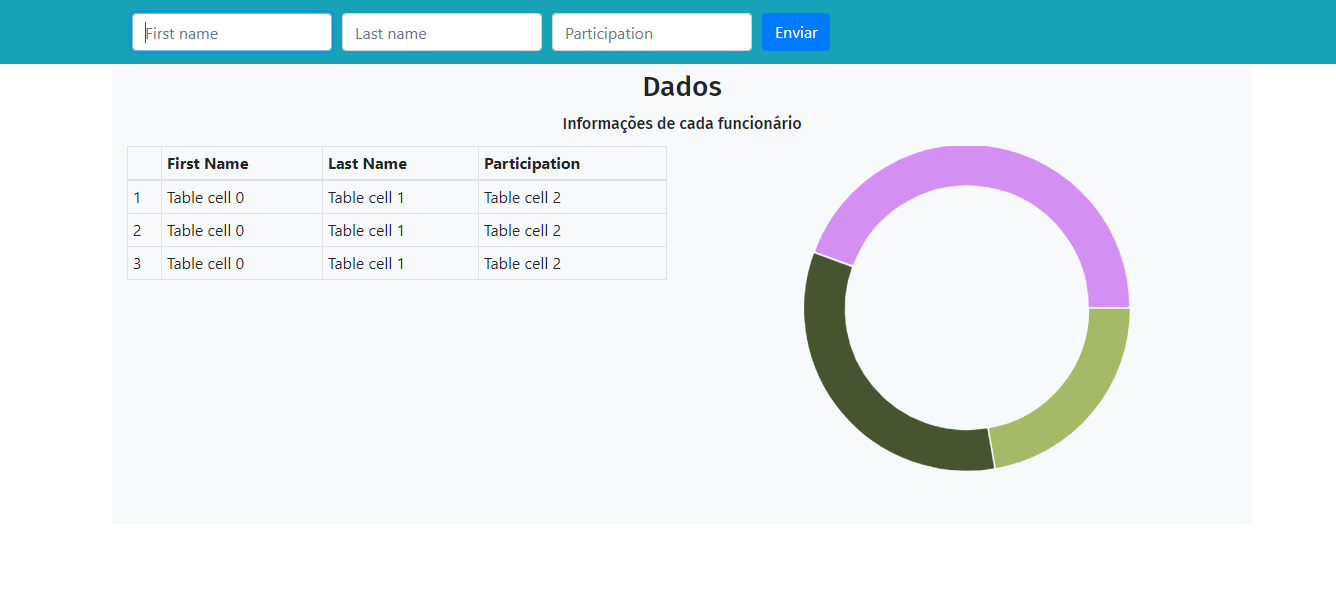 First name Last name Participation Enviar
Dados
Informações de cada funcionário
First Name Last Name Participation
1 Table cell 0 Table cell 1 Table cell 2
2 Table cell 0 Table cell 1 Table cell 2
3 Table cell 0 Table cell 1 Table cell 2